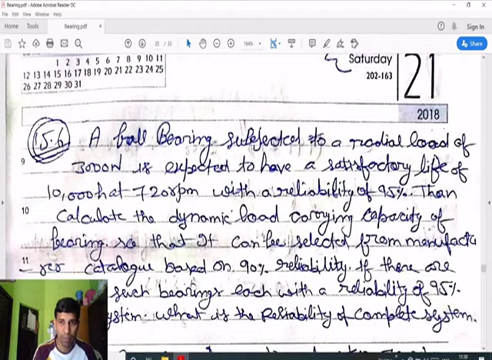 Bearing.pdf - Adobe Acrobat Reader DC
File Edit View Window Help
Home Tools Bearing.pdf ×
Share
1 2 3 4 5 6 7 8 9 10 11
12 13 14 15 16 17 18 19 20 21 22 23 24 25
26 27 28 29 30 31
Saturday
202-163
21
2018
15.6 A ball Bearing subjected to a radial load of
9 3000N is expected to have a satisfactory life of
10,000h at 720rpm with a reliability of 95%. Then
10 Calculate the dynamic load carrying capacity of
bearing so that It can be selected from manufactu
11 rer catalogue based on 90% reliability. if there are
such bearings each with a reliability of 95%
system. What is the Reliability of complete system.